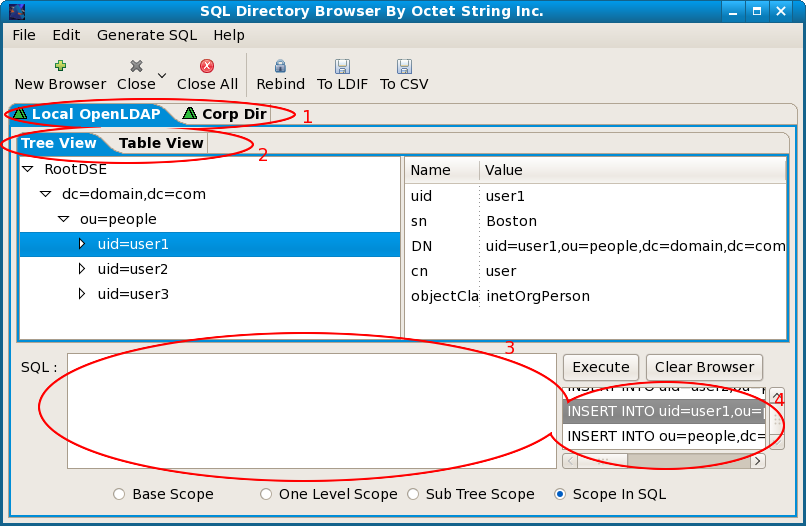 SQL Directory Browser By Octet String Inc.
File Edit Generate SQL Help
New Browser Close Close All Rebind To LDIF To CSV
Local OpenLDAP Corp Dir 1
Tree View Table View 2
RootDSE
dc=domain,dc=com
ou=people
uid=user1
uid=user2
uid=user3
Name Value
uid user1
sn Boston
DN uid=user1,ou=people,dc=domain,dc=com
cn user
objectCla inetOrgPerson
3
SQL :
Execute Clear Browser
INSERT INTO uid=user2,ou=p
INSERT INTO uid=user1,ou=p
4
INSERT INTO ou=people,dc=
Base Scope One Level Scope Sub Tree Scope Scope In SQL